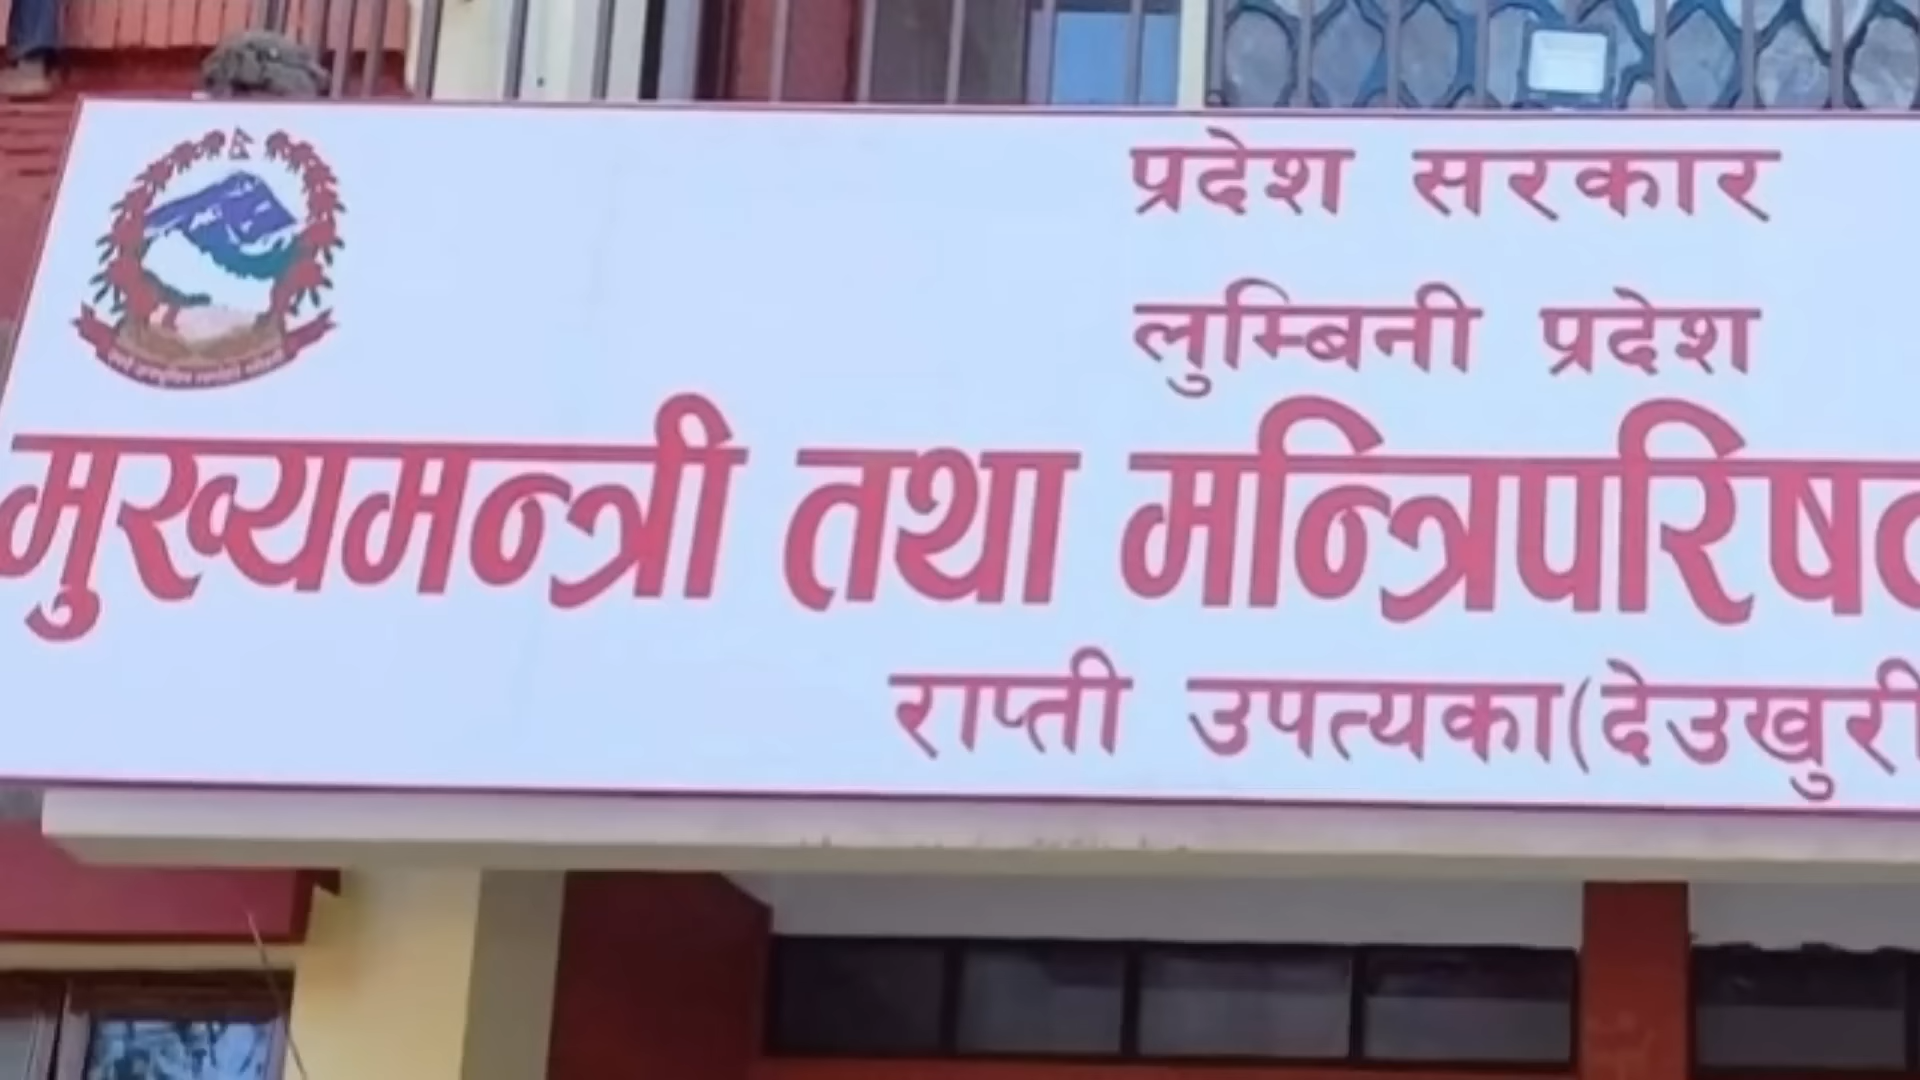 प्रदेश सरकार
लुम्बिनी प्रदेश
मुख्यमन्त्री तथा मन्त्रिपरिषद
राप्ती उपत्यका(देउखुरी